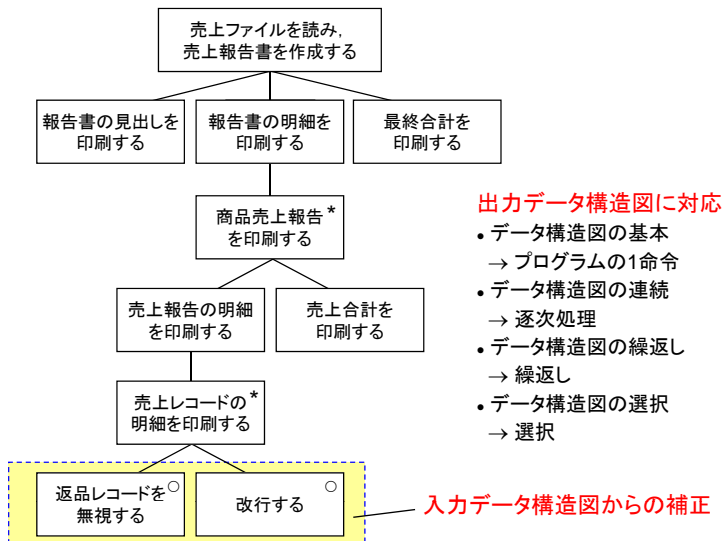 売上ファイルを読み,
売上報告書を作成する
報告書の見出しを
印刷する
報告書の明細を
印刷する
最終合計を
印刷する
商品売上報告*
を印刷する
売上報告の明細
を印刷する
売上合計を
印刷する
売上レコードの*
明細を印刷する
返品レコードを○
無視する
改行する○
出力データ構造図に対応
• データ構造図の基本
→ プログラムの1命令
• データ構造図の連続
→ 逐次処理
• データ構造図の繰返し
→ 繰返し
• データ構造図の選択
→ 選択
入力データ構造図からの補正